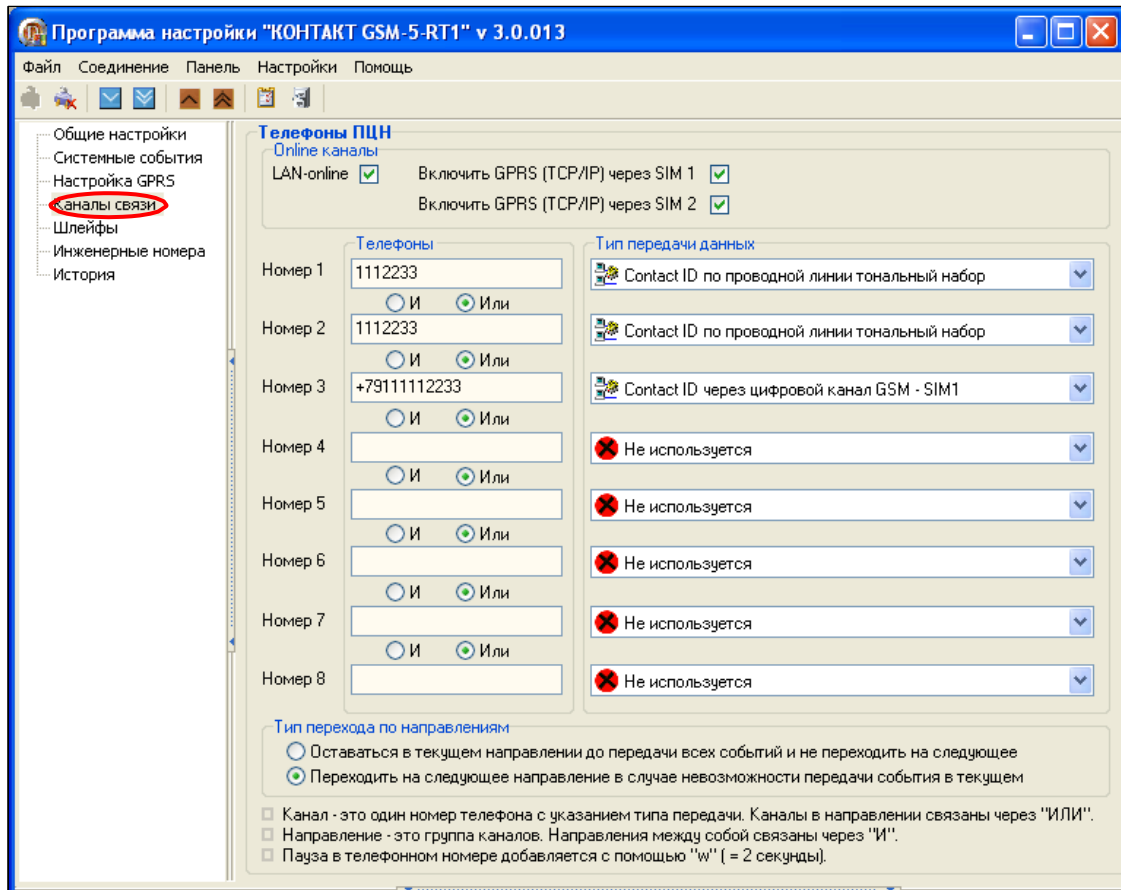 Программа настройки "КОНТАКТ GSM-5-RT1" v 3.0.013
Файл Соединение Панель Настройки Помощь
Общие настройки
Системные события
Настройка GPRS
Каналы связи
Шлейфы
Инженерные номера
История
Телефоны ПЦН
Online каналы
LAN-online Включить GPRS (TCP/IP) через SIM 1
Включить GPRS (TCP/IP) через SIM 2
Телефоны Тип передачи данных
Номер 1 1112233 Contact ID по проводной линии тональный набор
И Или
Номер 2 1112233 Contact ID по проводной линии тональный набор
И Или
Номер 3 +79111112233 Contact ID через цифровой канал GSM - SIM1
И Или
Номер 4 Не используется
И Или
Номер 5 Не используется
И Или
Номер 6 Не используется
И Или
Номер 7 Не используется
И Или
Номер 8 Не используется
Тип перехода по направлениям
Оставаться в текущем направлении до передачи всех событий и не переходить на следующее
Переходить на следующее направление в случае невозможности передачи события в текущем
Канал - это один номер телефона с указанием типа передачи. Каналы в направлении связаны через "ИЛИ".
Направление - это группа каналов. Направления между собой связаны через "И".
Пауза в телефонном номере добавляется с помощью "w" ( = 2 секунды).